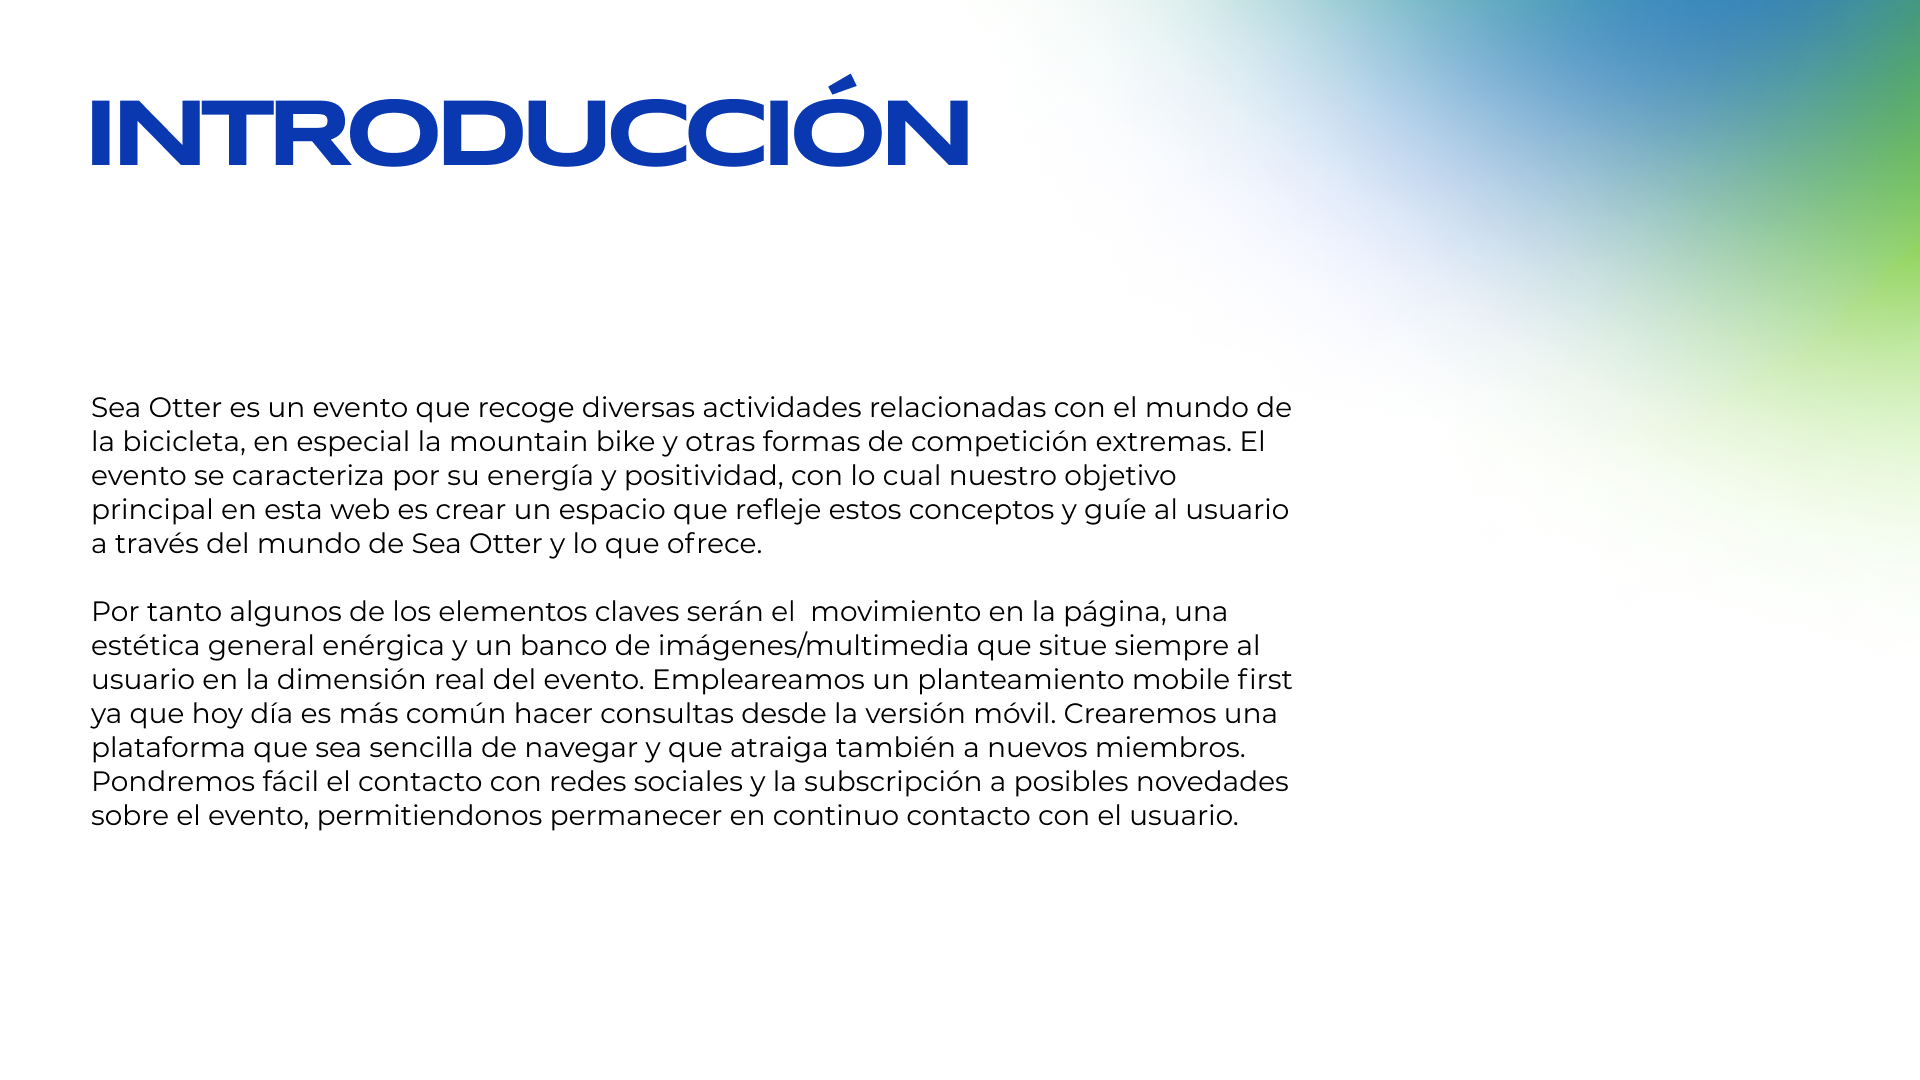 INTRODUCCIÓN
Sea Otter es un evento que recoge diversas actividades relacionadas con el mundo de
la bicicleta, en especial la mountain bike y otras formas de competición extremas. El
evento se caracteriza por su energía y positividad, con lo cual nuestro objetivo
principal en esta web es crear un espacio que refleje estos conceptos y guíe al usuario
a través del mundo de Sea Otter y lo que ofrece.
Por tanto algunos de los elementos claves serán el  movimiento en la página, una
estética general enérgica y un banco de imágenes/multimedia que situe siempre al
usuario en la dimensión real del evento. Empleareamos un planteamiento mobile first
ya que hoy día es más común hacer consultas desde la versión móvil. Crearemos una
plataforma que sea sencilla de navegar y que atraiga también a nuevos miembros.
Pondremos fácil el contacto con redes sociales y la subscripción a posibles novedades
sobre el evento, permitiendonos permanecer en continuo contacto con el usuario.